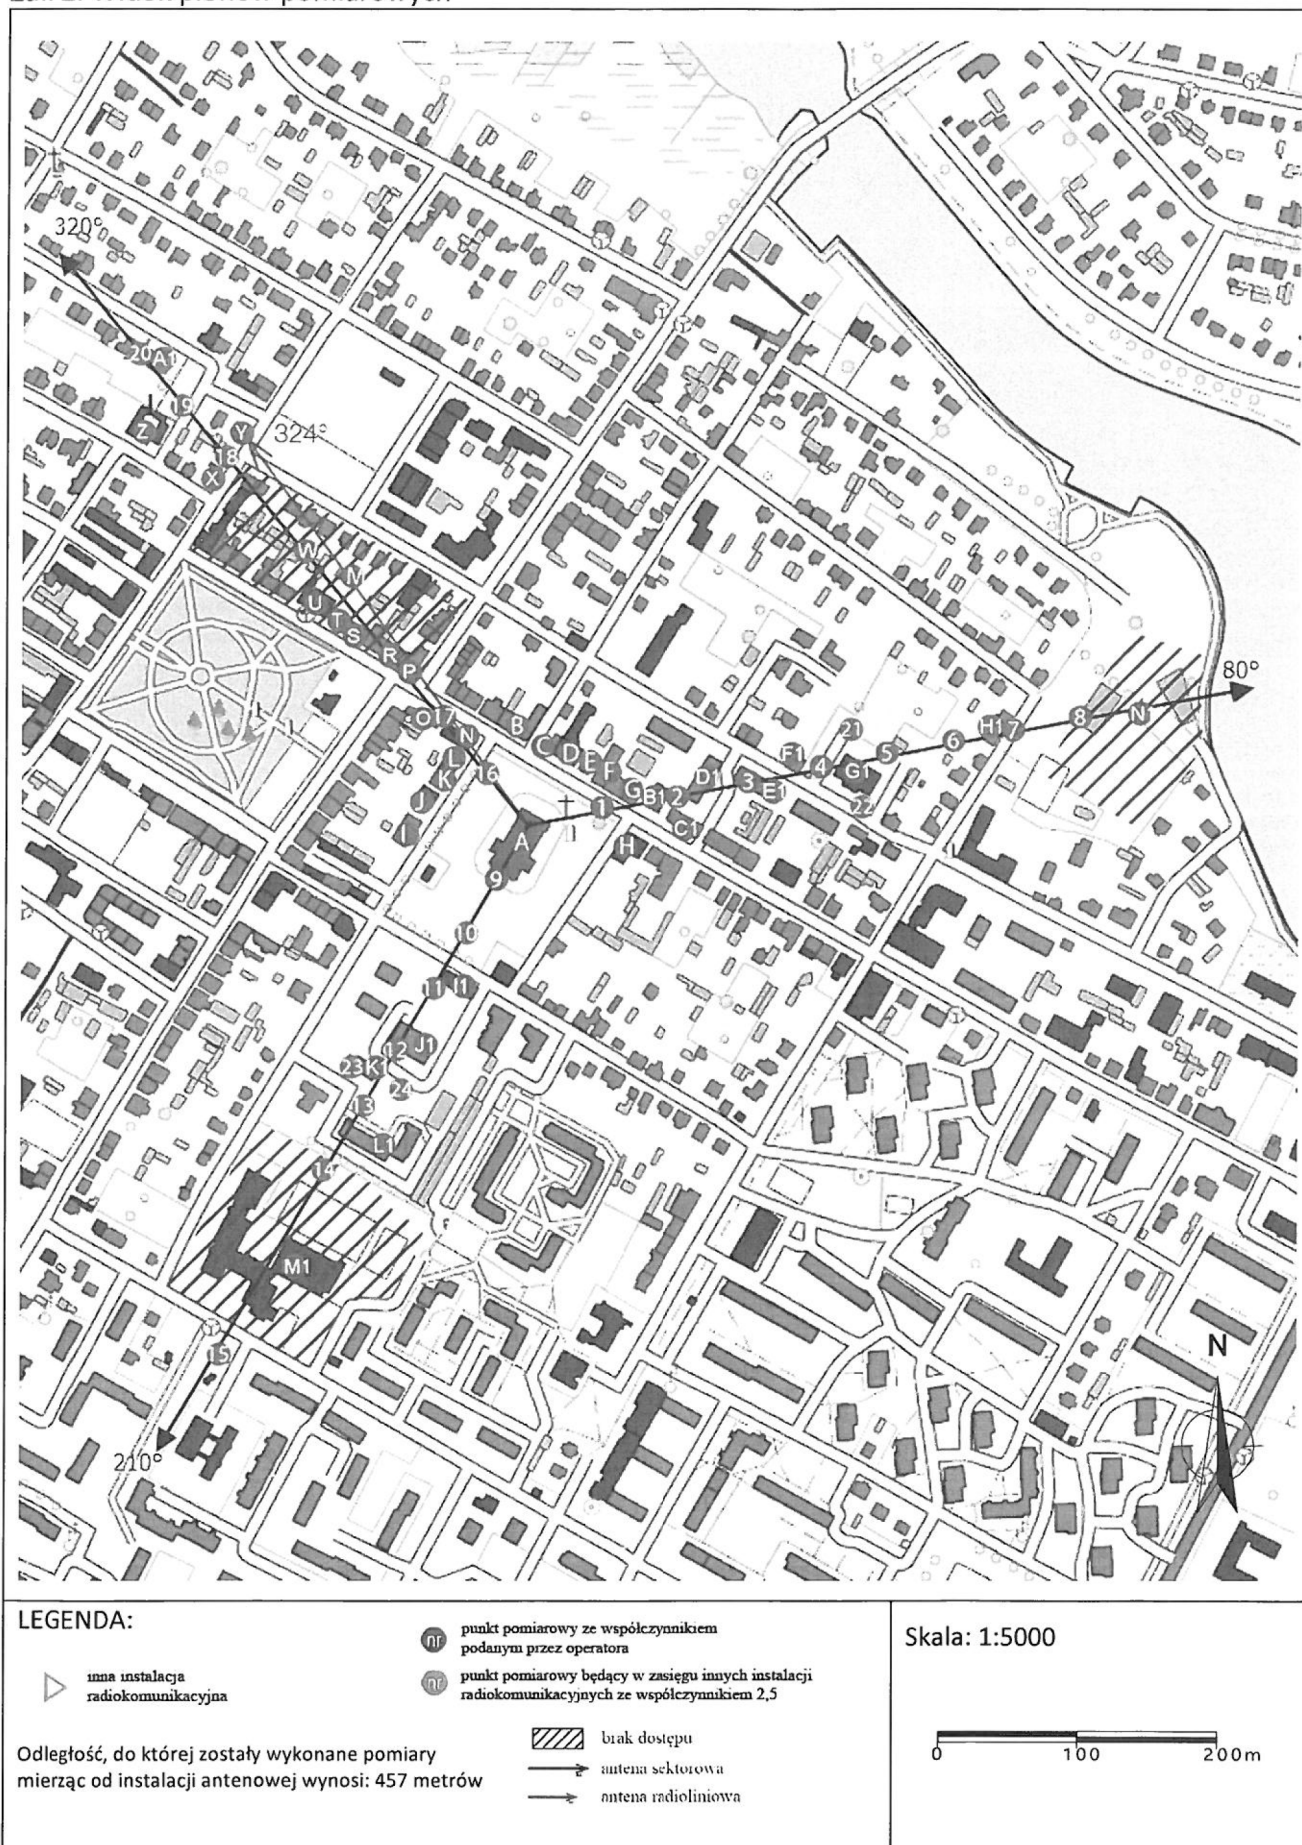 320°
20 A1
19
Z
Y
324°
18
X
W
M
U
T
S
R
P
O 17
N
L
K
16
J
I
B
C
D
E
F
G
A
1
B1 2
D1
C1
H
3
E1
F1
4
21
G1
22
5
6
H1 7
8
N
80°
9
10
11 I1
12 J1
23 K1
24
13
L1
14
M1
15
210°
N
LEGENDA:
inna instalacja
radiokomunikacyjna
nr
punkt pomiarowy ze współczynnikiem
podanym przez operatora
nr
punkt pomiarowy będący w zasięgu innych instalacji
radiokomunikacyjnych ze współczynnikiem 2,5
brak dostępu
antena sektorowa
antena radioliniowa
Odległość, do której zostały wykonane pomiary
mierząc od instalacji antenowej wynosi: 457 metrów
Skala: 1:5000
0 100 200m